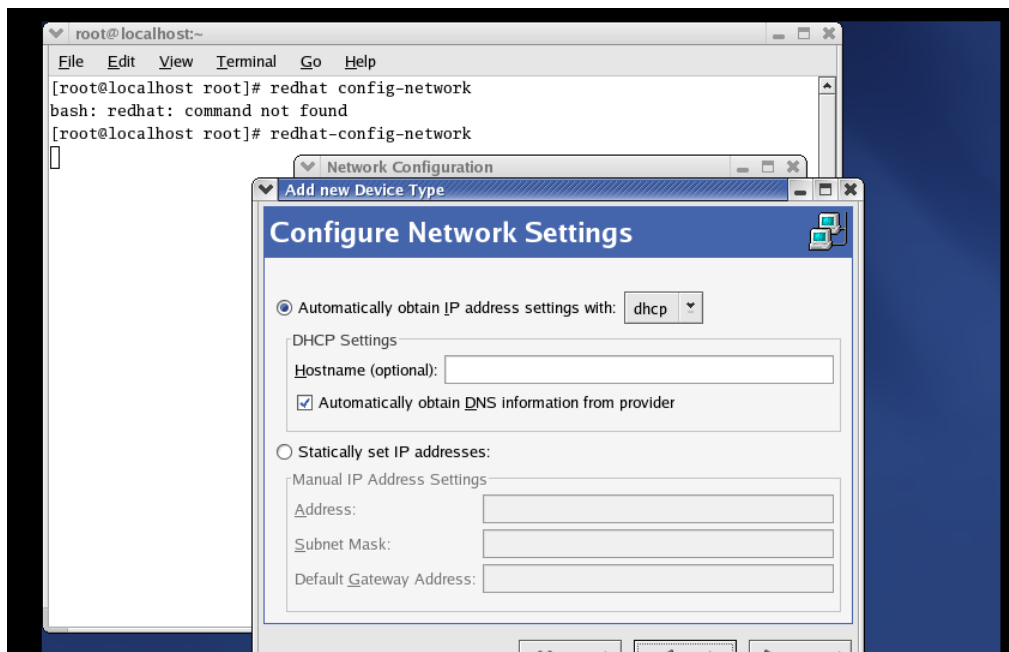 root@localhost:~
File Edit View Terminal Go Help
[root@localhost root]# redhat config-network
bash: redhat: command not found
[root@localhost root]# redhat-config-network
Network Configuration
Add new Device Type
Configure Network Settings
Automatically obtain IP address settings with: dhcp
DHCP Settings
Hostname (optional):
Automatically obtain DNS information from provider
Statically set IP addresses:
Manual IP Address Settings
Address:
Subnet Mask:
Default Gateway Address: